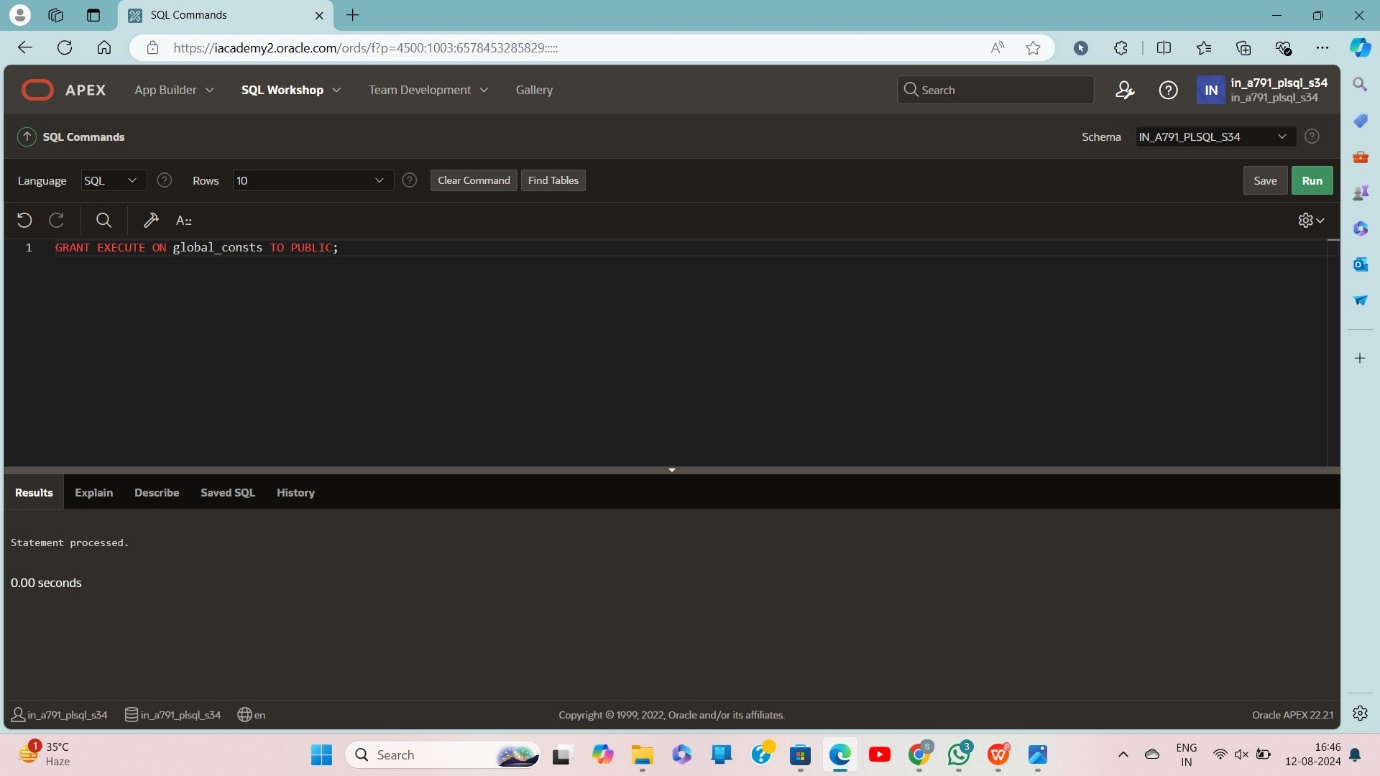 SQL Commands
https://iacademy2.oracle.com/ords/f?p=4500:1003:6578453285829:::::
APEX App Builder SQL Workshop Team Development Gallery Search IN in_a791_plsql_s34
in_a791_plsql_s34
SQL Commands Schema IN_A791_PLSQL_S34
Language SQL Rows 10 Clear Command Find Tables Save Run
A::
1 GRANT EXECUTE ON global_consts TO PUBLIC;
Results Explain Describe Saved SQL History
Statement processed.
0.00 seconds
in_a791_plsql_s34 in_a791_plsql_s34 en Copyright © 1999, 2022, Oracle and/or its affiliates. Oracle APEX 22.2.1
1 35°C
Haze
Search
3
ENG
IN
16:46
12-08-2024